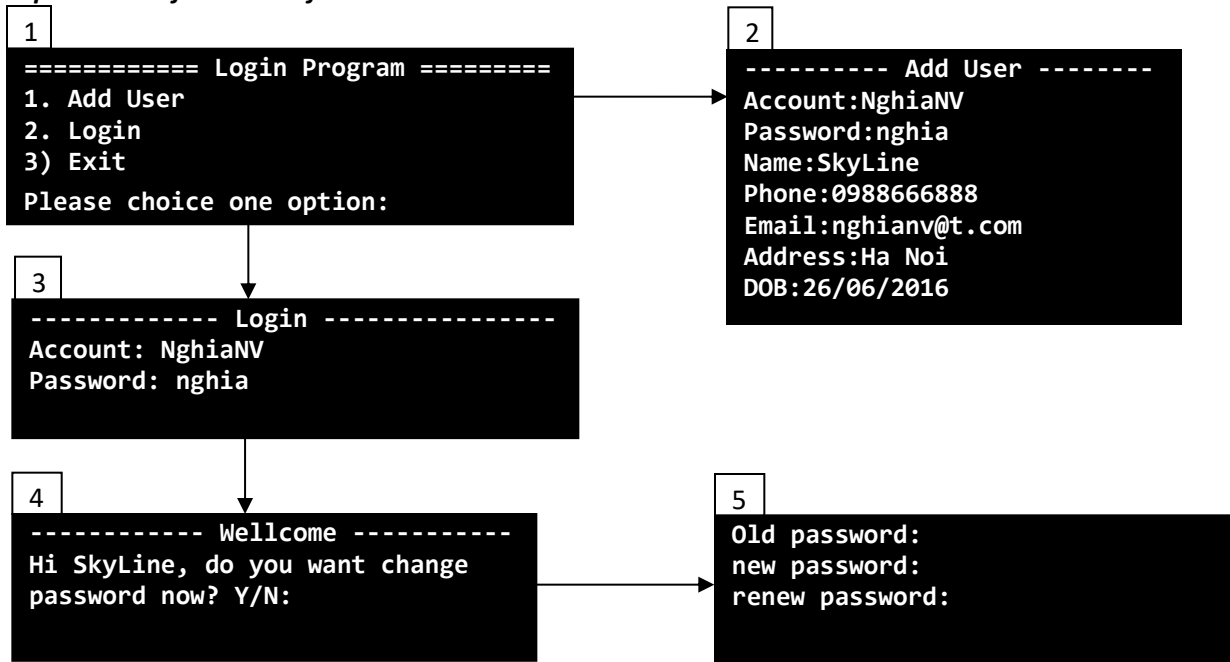 1
============ Login Program =========
1. Add User
2. Login
3) Exit
Please choice one option:
2
---------- Add User --------
Account:NghiaNV
Password:nghia
Name:SkyLine
Phone:0988666888
Email:nghianv@t.com
Address:Ha Noi
DOB:26/06/2016
3
------------- Login ----------------
Account: NghiaNV
Password: nghia
4
------------ Wellcome -----------
Hi SkyLine, do you want change
password now? Y/N:
5
Old password:
new password:
renew password: